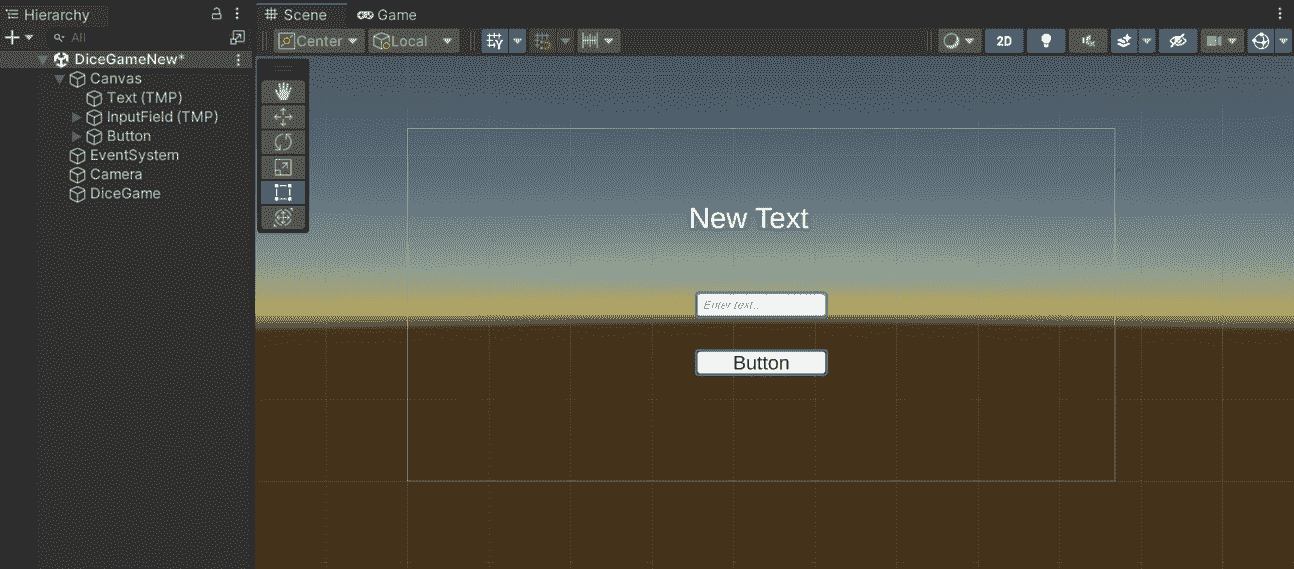 Hierarchy
All
DiceGameNew*
Canvas
Text (TMP)
InputField (TMP)
Button
EventSystem
Camera
DiceGame
Scene Game
Center Local 2D
New Text
Enter text...
Button